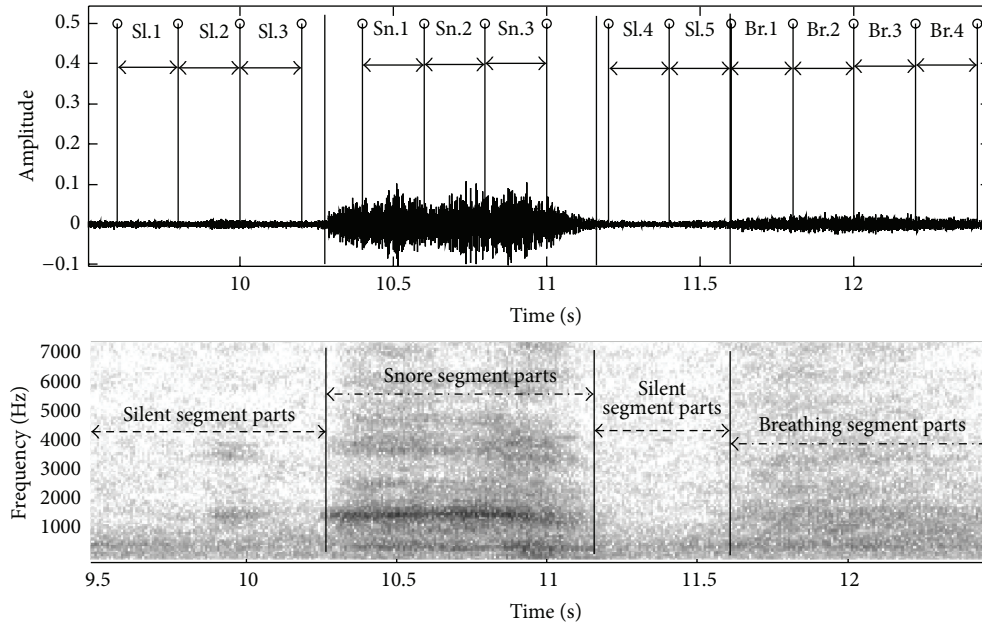 0.5
0.4
0.3
0.2
0.1
0
−0.1
Amplitude
Sl.1 Sl.2 Sl.3 Sn.1 Sn.2 Sn.3 Sl.4 Sl.5 Br.1 Br.2 Br.3 Br.4
10 10.5 11 11.5 12
Time (s)
7000
6000
5000
4000
3000
2000
1000
Frequency (Hz)
Silent segment parts
Snore segment parts
Silent
segment parts
Breathing segment parts
9.5 10 10.5 11 11.5 12
Time (s)